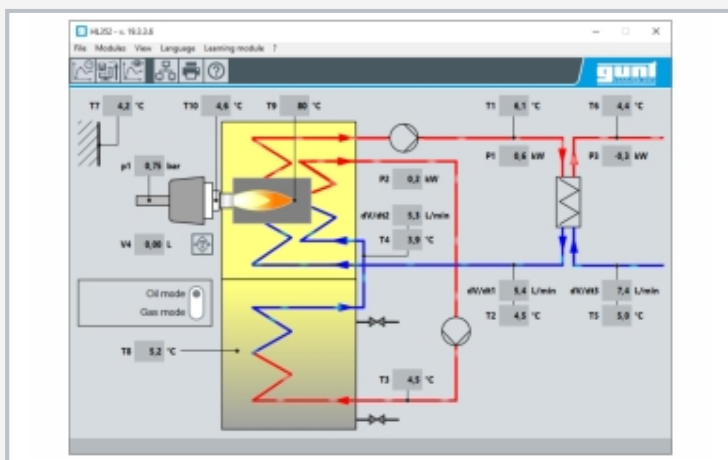 HL352 – v. 19.3.3.6
File Modules View Language Learning module ?
gunt
T7 4,2 °C
T10 4,6 °C
T9 80 °C
T1 6,1 °C
T6 4,4 °C
p1 0,75 bar
P2 0,2 kW
P1 0,6 kW
P3 -0,3 kW
dV/dt2 5,3 L/min
T4 3,9 °C
V4 0,00 L
Oil mode
Gas mode
dV/dt1 5,4 L/min
dV/dt3 7,4 L/min
T2 4,5 °C
T5 5,0 °C
T8 5,2 °C
T3 4,5 °C